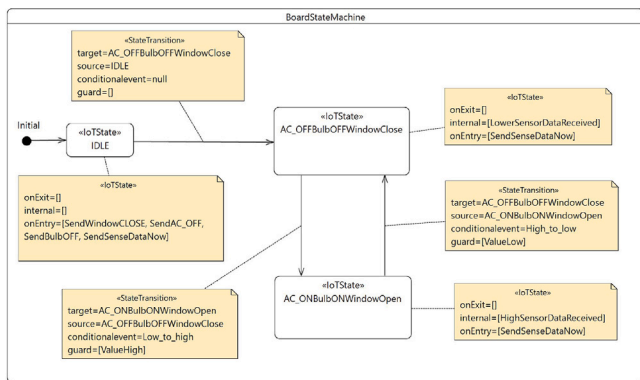 BoardStateMachine
«StateTransition»
target=AC_OFFBulbOFFWindowClose
source=IDLE
conditionalevent=null
guard=[]
Initial
«IoTState»
IDLE
«IoTState»
AC_OFFBulbOFFWindowClose
«IoTState»
onExit=[]
internal=[LowerSensorDataReceived]
onEntry=[SendSenseDataNow]
«IoTState»
onExit=[]
internal=[]
onEntry=[SendWindowCLOSE, SendAC_OFF,
SendBulbOFF, SendSenseDataNow]
«StateTransition»
target=AC_OFFBulbOFFWindowClose
source=AC_ONBulbONWindowOpen
conditionalevent=High_to_low
guard=[ValueLow]
«StateTransition»
target=AC_ONBulbONWindowOpen
source=AC_OFFBulbOFFWindowClose
conditionalevent=Low_to_high
guard=[ValueHigh]
«IoTState»
AC_ONBulbONWindowOpen
«IoTState»
onExit=[]
internal=[HighSensorDataReceived]
onEntry=[SendSenseDataNow]